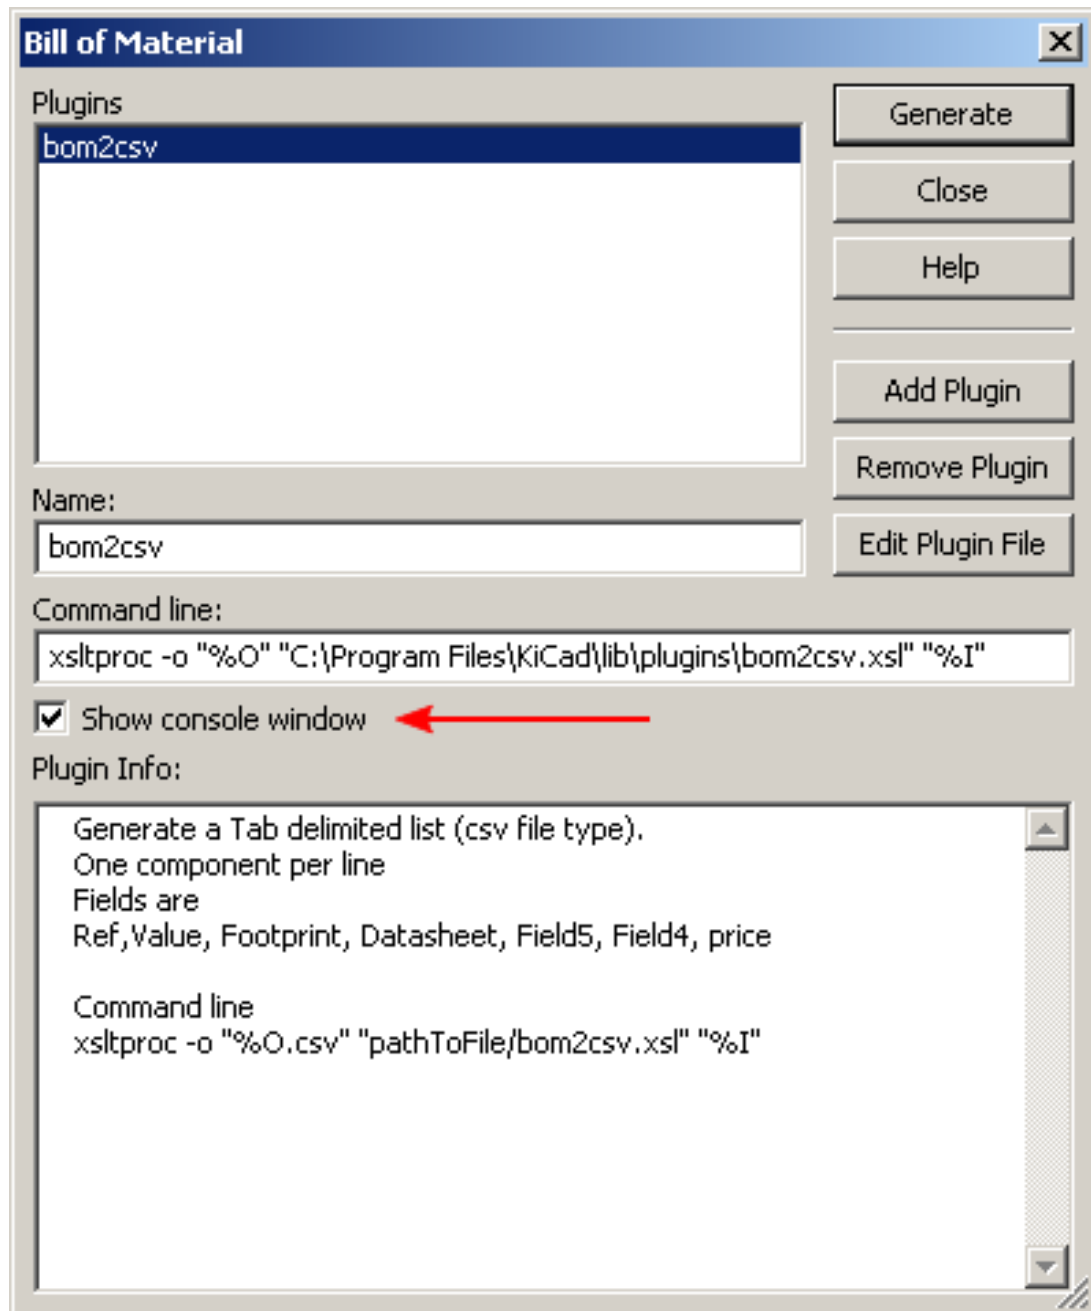 Bill of Material
Plugins
bom2csv
Generate
Close
Help
Add Plugin
Remove Plugin
Edit Plugin File
Name:
bom2csv
Command line:
xsltproc -o "%O" "C:\Program Files\KiCad\lib\plugins\bom2csv.xsl" "%I"
Show console window
Plugin Info:
Generate a Tab delimited list (csv file type).
One component per line
Fields are
Ref,Value, Footprint, Datasheet, Field5, Field4, price
Command line
xsltproc -o "%O.csv" "pathToFile/bom2csv.xsl" "%I"